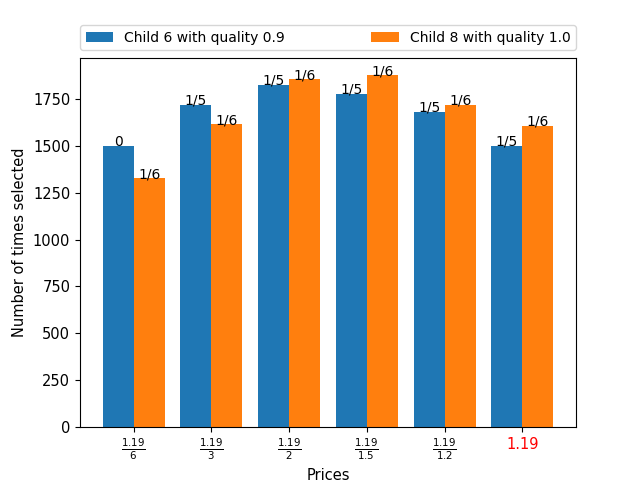 Child 6 with quality 0.9 Child 8 with quality 1.0
Number of times selected
1750
1500
1250
1000
750
500
250
0
0 1/6 1/5 1/6 1/5 1/6 1/5 1/6 1/5 1/6 1/5 1/6
1.19/6 1.19/3 1.19/2 1.19/1.5 1.19/1.2 1.19
Prices